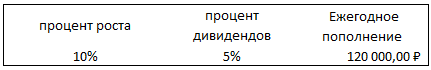 процент роста
процент
дивидендов
Ежегодное
пополнение
10%
5%
120 000,00 ₽